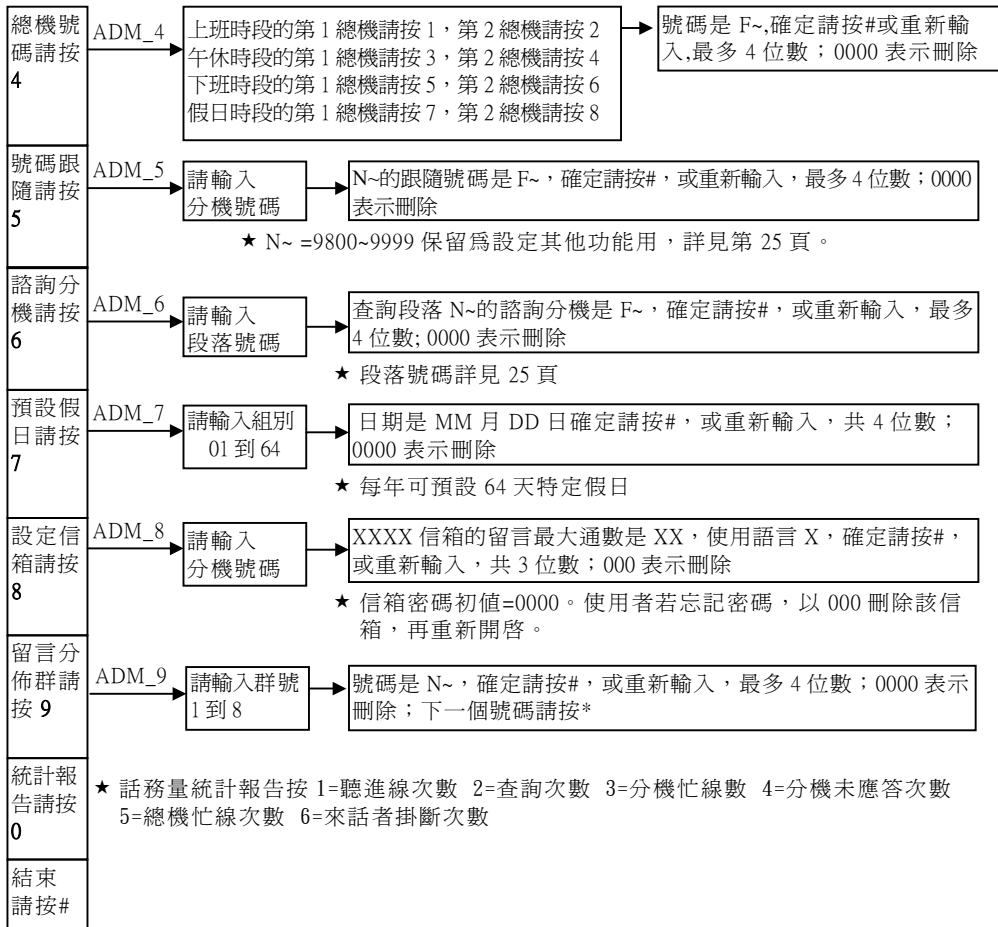 總機號
碼請按
4
ADM_4
上班時段的第 1 總機請按 1，第 2 總機請按 2
午休時段的第 1 總機請按 3，第 2 總機請按 4
下班時段的第 1 總機請按 5，第 2 總機請按 6
假日時段的第 1 總機請按 7，第 2 總機請按 8
號碼是 F~,確定請按#或重新輸
入,最多 4 位數；0000 表示刪除
號碼跟
隨請按
5
ADM_5
請輸入
分機號碼
N~的跟隨號碼是 F~，確定請按#，或重新輸入，最多 4 位數；0000
表示刪除
★ N~ =9800~9999 保留爲設定其他功能用，詳見第 25 頁。
諮詢分
機請按
6
ADM_6
請輸入
段落號碼
查詢段落 N~的諮詢分機是 F~，確定請按#，或重新輸入，最多
4 位數; 0000 表示刪除
★ 段落號碼詳見 25 頁
預設假
日請按
7
ADM_7
請輸入組別
01 到 64
日期是 MM 月 DD 日確定請按#，或重新輸入，共 4 位數；
0000 表示刪除
★ 每年可預設 64 天特定假日
設定信
箱請按
8
ADM_8
請輸入
分機號碼
XXXX 信箱的留言最大通數是 XX，使用語言 X，確定請按#，
或重新輸入，共 3 位數；000 表示刪除
★ 信箱密碼初值=0000。使用者若忘記密碼，以 000 刪除該信
箱，再重新開啓。
留言分
佈群請
按 9
ADM_9
請輸入群號
1 到 8
號碼是 N~，確定請按#，或重新輸入，最多 4 位數；0000 表示
刪除；下一個號碼請按*
統計報
告請按
0
★ 話務量統計報告按 1=聽進線次數 2=查詢次數 3=分機忙線數 4=分機未應答次數
5=總機忙線次數 6=來話者掛斷次數
結束
請按#